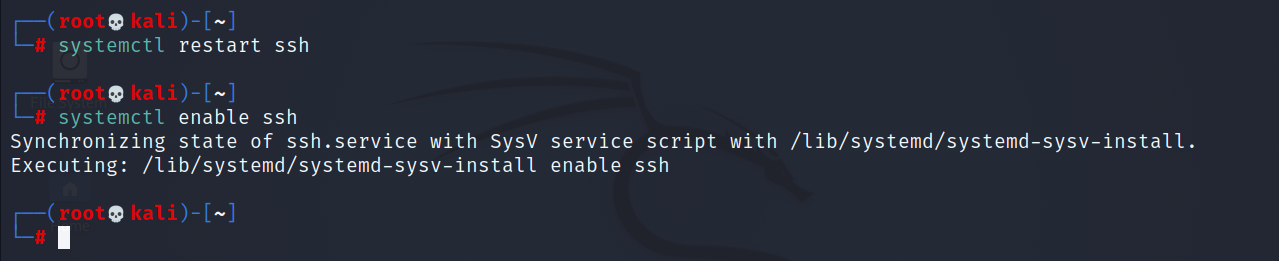 ┌──(root💀kali)-[~]
└─# systemctl restart ssh
┌──(root💀kali)-[~]
└─# systemctl enable ssh
Synchronizing state of ssh.service with SysV service script with /lib/systemd/systemd-sysv-install.
Executing: /lib/systemd/systemd-sysv-install enable ssh
┌──(root💀kali)-[~]
└─#